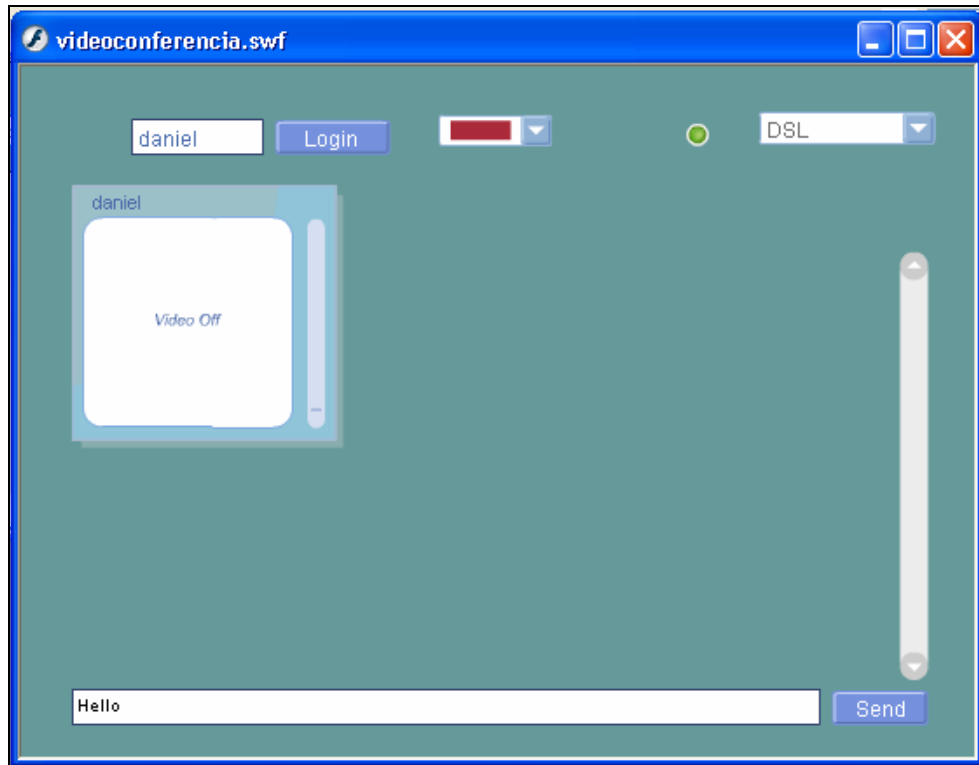 videoconferencia.swf
daniel
Login
DSL
daniel
Video Off
Hello
Send